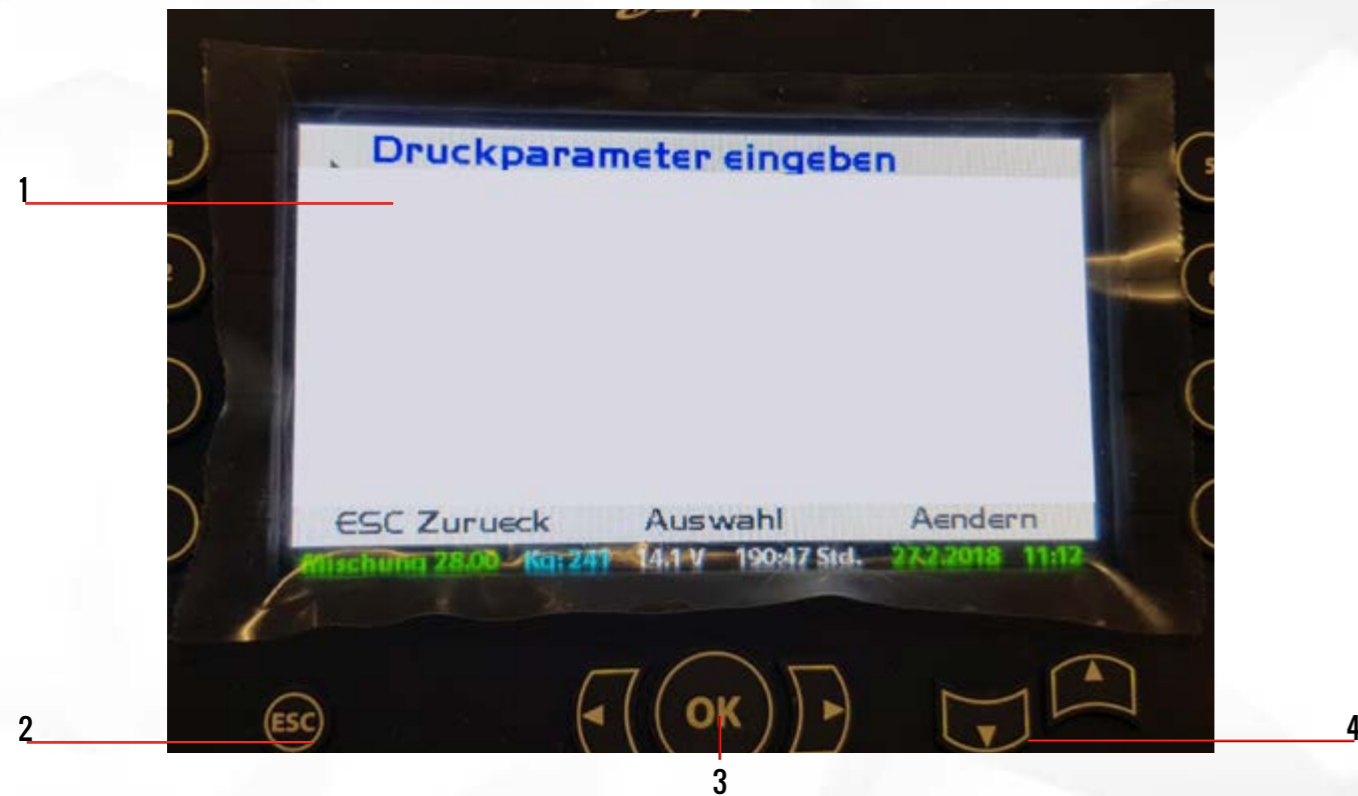 Druckparameter eingeben
1
ESC Zurueck Auswahl Aendern
Mischung 28.00 Kg: 241 14.1 V 190:47 Std. 27.2.2018 11:12
2
ESC
OK
3
4